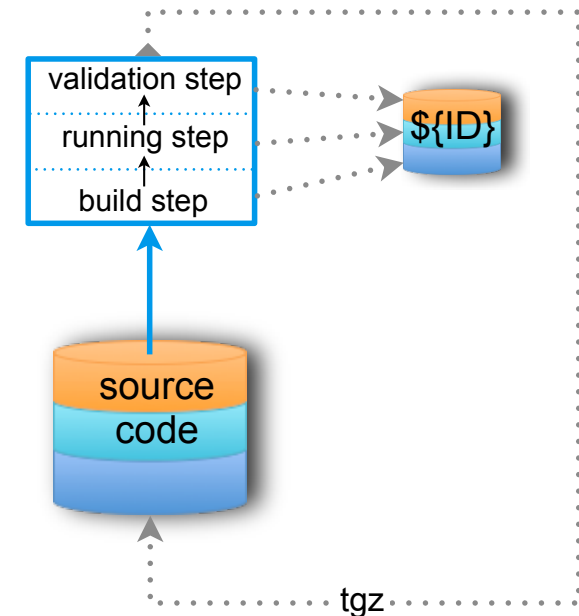 validation step
running step
build step
${ID}
source
code
tgz